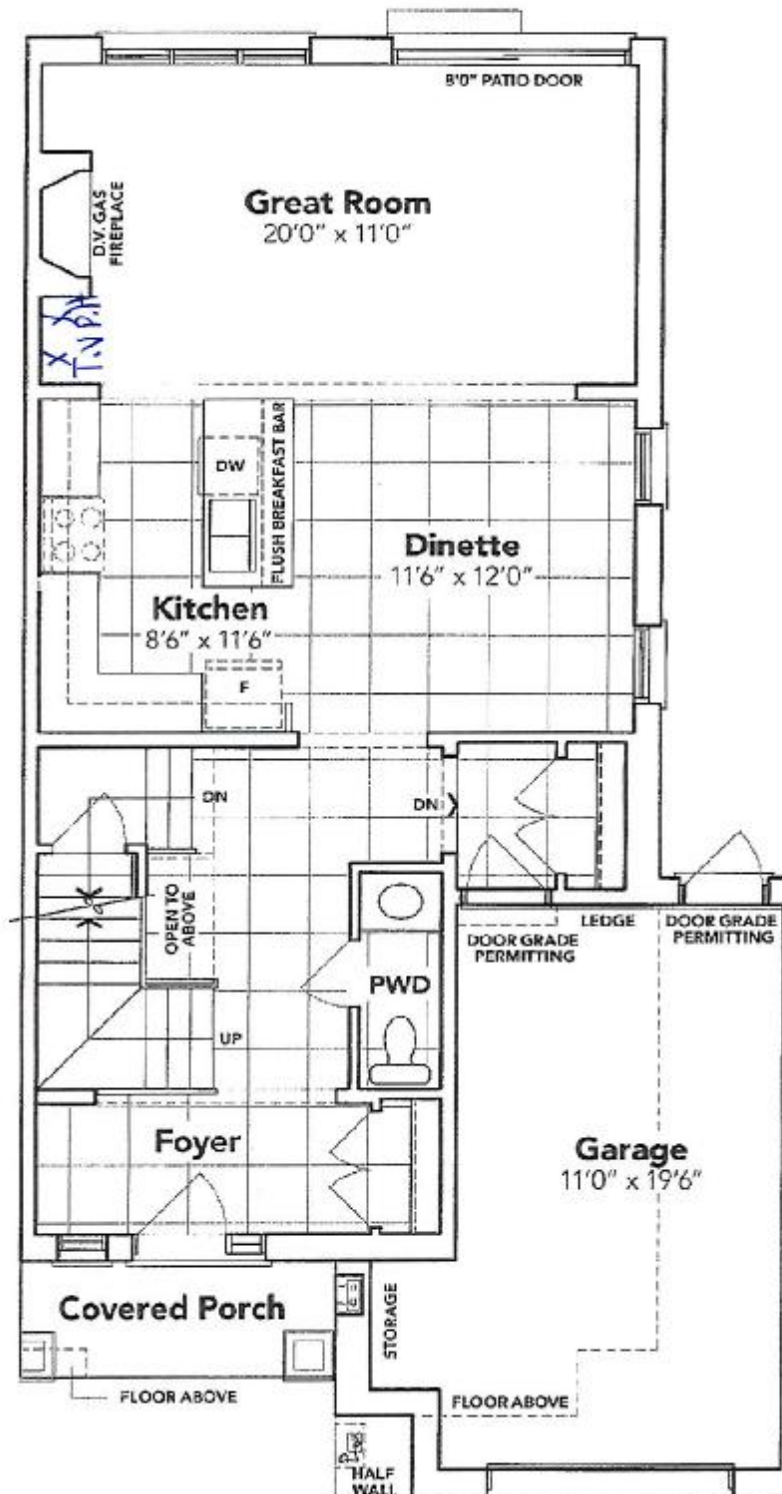 8'0" PATIO DOOR
Great Room
20'0" x 11'0"
D.V. GAS
FIREPLACE
T.V P.H
DW
FLUSH BREAKFAST BAR
Dinette
11'6" x 12'0"
Kitchen
8'6" x 11'6"
F
DN
DN
OPEN TO
ABOVE
LEDGE
DOOR GRADE
PERMITTING
DOOR GRADE
PERMITTING
PWD
UP
Foyer
Garage
11'0" x 19'6"
Covered Porch
STORAGE
FLOOR ABOVE
FLOOR ABOVE
HALF
WALL